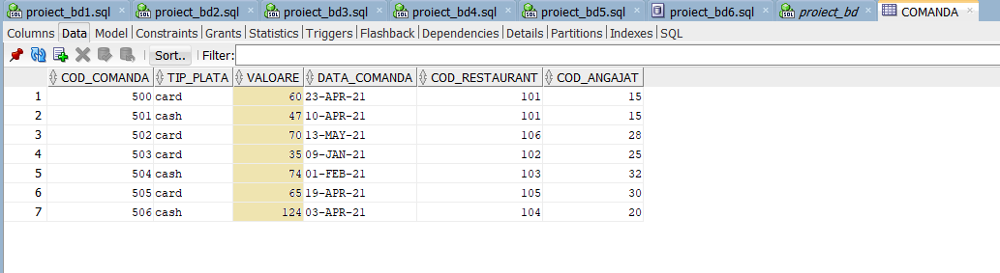 proiect_bd1.sql proiect_bd2.sql proiect_bd3.sql proiect_bd4.sql proiect_bd5.sql proiect_bd6.sql proiect_bd COMANDA
Columns Data Model Constraints Grants Statistics Triggers Flashback Dependencies Details Partitions Indexes SQL
Sort.. Filter:
COD_COMANDA TIP_PLATA VALOARE DATA_COMANDA COD_RESTAURANT COD_ANGAJAT
1 500 card 60 23-APR-21 101 15
2 501 cash 47 10-APR-21 101 15
3 502 card 70 13-MAY-21 106 28
4 503 card 35 09-JAN-21 102 25
5 504 cash 74 01-FEB-21 103 32
6 505 card 65 19-APR-21 105 30
7 506 cash 124 03-APR-21 104 20